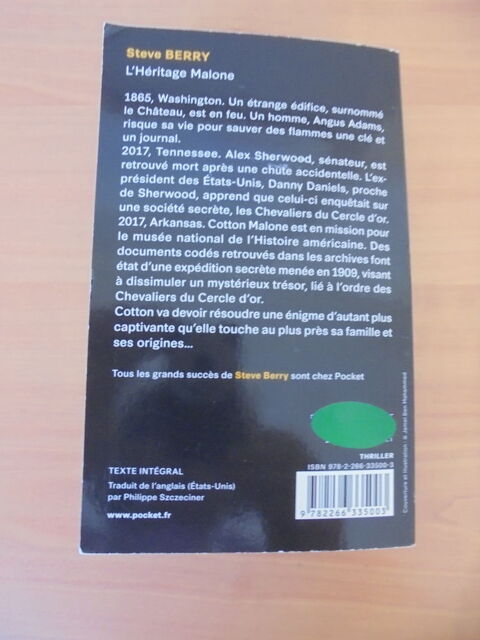 Steve BERRY
L'Héritage Malone
1865, Washington. Un étrange édifice, surnommé
le Château, est en feu. Un homme, Angus Adams,
risque sa vie pour sauver des flammes une clé et
un journal.
2017, Tennessee. Alex Sherwood, sénateur, est
retrouvé mort après une chute accidentelle. L'ex-
président des États-Unis, Danny Daniels, proche
de Sherwood, apprend que celui-ci enquêtait sur
une société secrète, les Chevaliers du Cercle d'or.
2017, Arkansas. Cotton Malone est en mission pour
le musée national de l'Histoire américaine. Des
documents codés retrouvés dans les archives font
état d'une expédition secrète menée en 1909, visant
à dissimuler un mystérieux trésor, lié à l'ordre des
Chevaliers du Cercle d'or.
Cotton va devoir résoudre une énigme d'autant plus
captivante qu'elle touche au plus près sa famille et
ses origines...
Tous les grands succès de Steve Berry sont chez Pocket
THRILLER
ISBN 978-2-266-33500-3
TEXTE INTÉGRAL
Traduit de l'anglais (États-Unis)
par Philippe Szczeciner
www.pocket.fr
9 782266 335003
Couverture et illustration : © Jamel Ben Mahammed